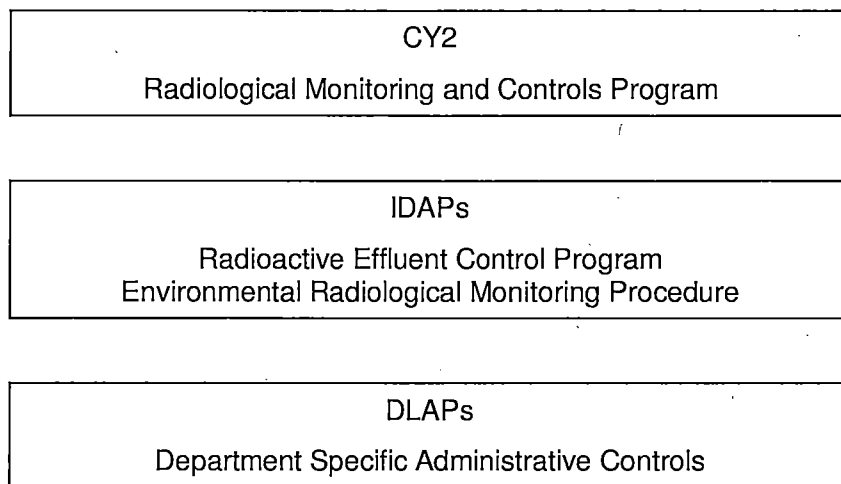 CY2
Radiological Monitoring and Controls Program
IDAPs
Radioactive Effluent Control Program
Environmental Radiological Monitoring Procedure
DLAPs
Department Specific Administrative Controls